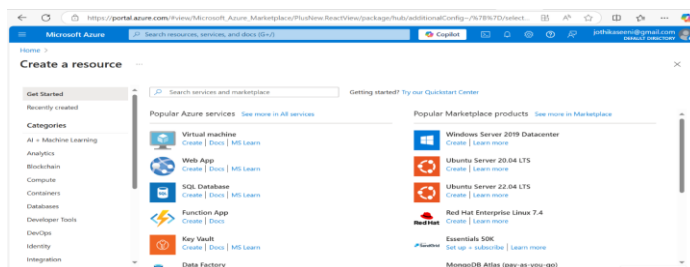 https://portal.azure.com/#view/Microsoft_Azure_Marketplace/PlusNew.ReactView/package/hub/additionalConfig~/%7B%7D/select...
Microsoft Azure
Search resources, services, and docs (G+/)
Copilot
jothikaseeni@gmail.com
DEFAULT DIRECTORY
Home >
Create a resource
Get Started
Recently created
Categories
AI + Machine Learning
Analytics
Blockchain
Compute
Containers
Databases
Developer Tools
DevOps
Identity
Integration
Search services and marketplace
Getting started? Try our Quickstart Center
Popular Azure services See more in All services
Virtual machine
Create | Docs | MS Learn
Web App
Create | Docs | MS Learn
SQL Database
Create | Docs | MS Learn
Function App
Create | Docs
Key Vault
Create | Docs | MS Learn
Data Factory
Popular Marketplace products See more in Marketplace
Windows Server 2019 Datacenter
Create | Learn more
Ubuntu Server 20.04 LTS
Create | Learn more
Ubuntu Server 22.04 LTS
Create | Learn more
Red Hat
Red Hat Enterprise Linux 7.4
Create | Learn more
Essentials 50K
Set up + subscribe | Learn more
MongoDB Atlas (pay-as-you-go)